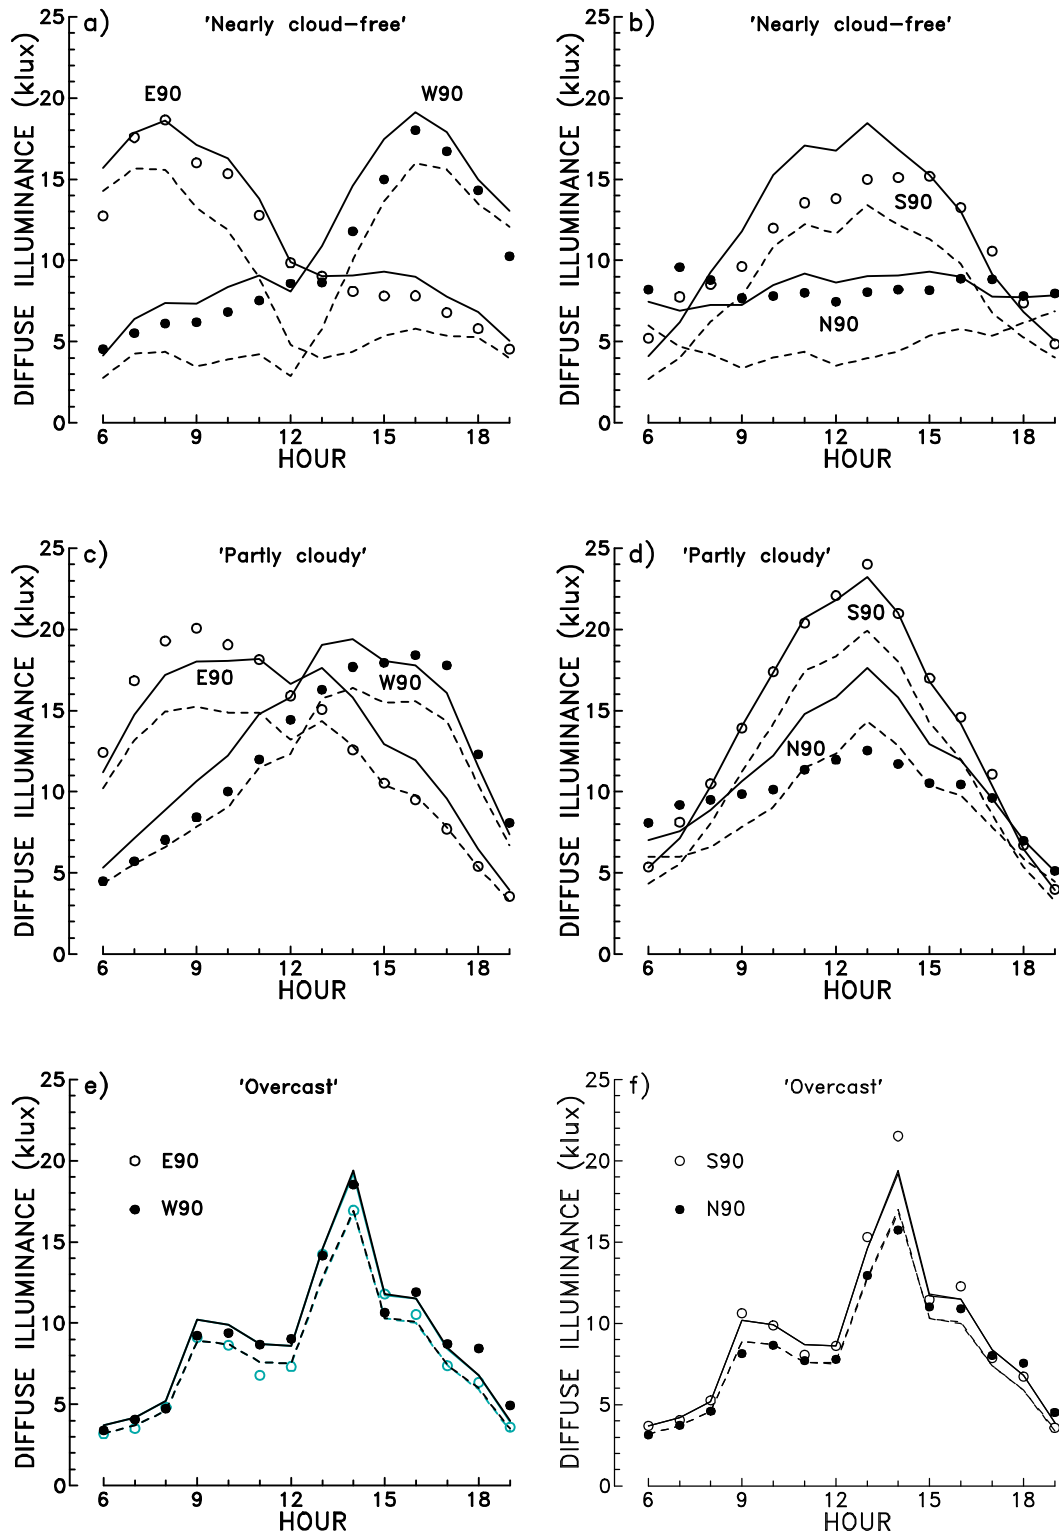 a) 'Nearly cloud-free'
DIFFUSE ILLUMINANCE (klux)
25
20
15
10
5
0
E90
W90
6 9 12 15 18
HOUR
b) 'Nearly cloud-free'
DIFFUSE ILLUMINANCE (klux)
25
20
15
10
5
0
S90
N90
6 9 12 15 18
HOUR
c) 'Partly cloudy'
DIFFUSE ILLUMINANCE (klux)
25
20
15
10
5
0
E90
W90
6 9 12 15 18
HOUR
d) 'Partly cloudy'
DIFFUSE ILLUMINANCE (klux)
25
20
15
10
5
0
S90
N90
6 9 12 15 18
HOUR
e) 'Overcast'
DIFFUSE ILLUMINANCE (klux)
25
20
15
10
5
0
E90
W90
6 9 12 15 18
HOUR
f) 'Overcast'
DIFFUSE ILLUMINANCE (klux)
25
20
15
10
5
0
S90
N90
6 9 12 15 18
HOUR